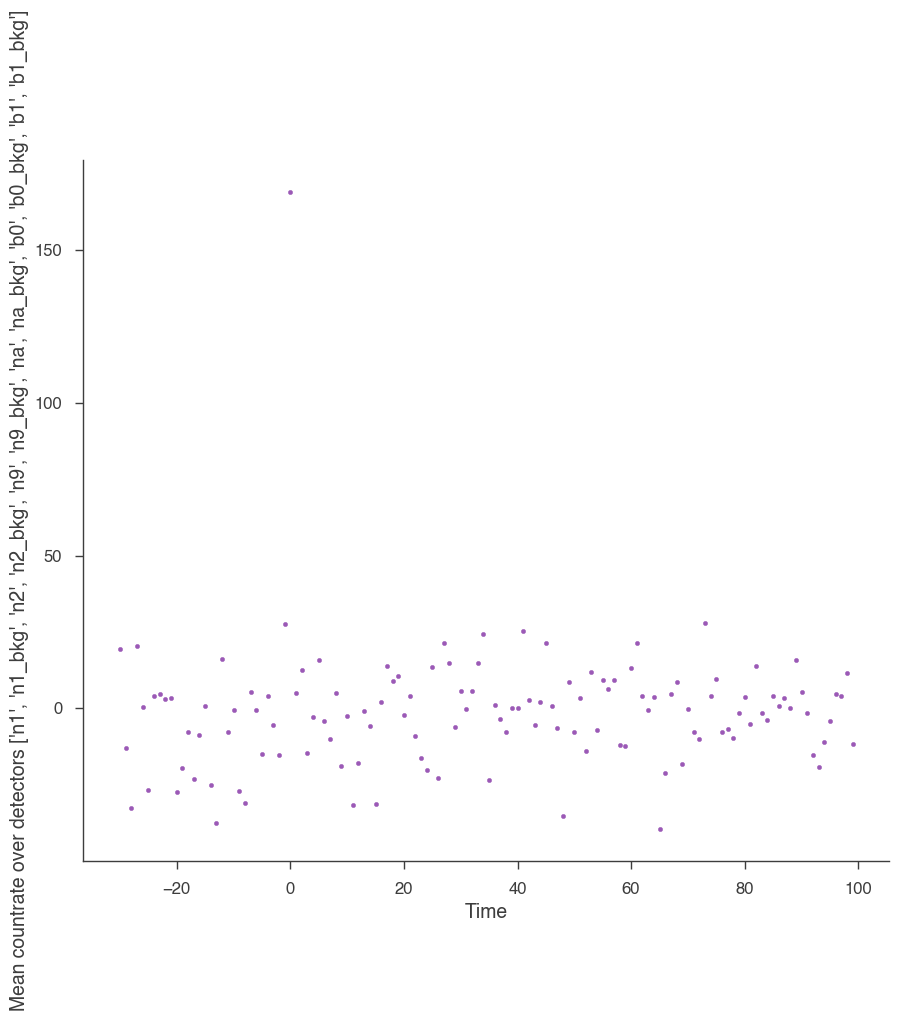 Mean countrate over detectors ['n1', 'n1_bkg', 'n2', 'n2_bkg', 'n9', 'n9_bkg', 'na', 'na_bkg', 'b0', 'b0_bkg', 'b1', 'b1_bkg']
150
100
50
0
−20 0 20 40 60 80 100
Time